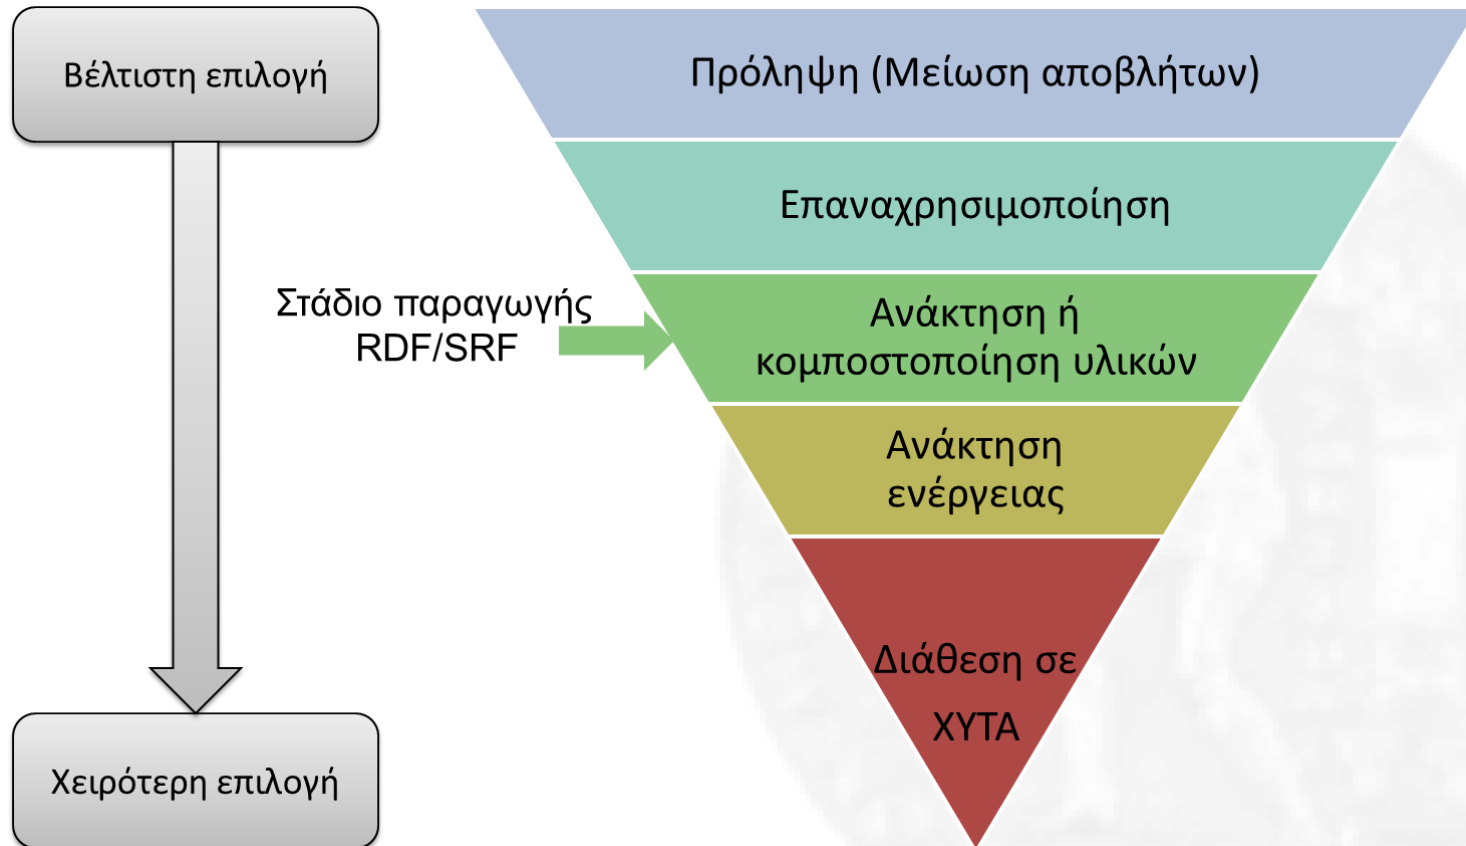 Βέλτιστη επιλογή
Πρόληψη (Μείωση αποβλήτων)
Επαναχρησιμοποίηση
Στάδιο παραγωγής
RDF/SRF
Ανάκτηση ή
κομποστοποίηση υλικών
Ανάκτηση
ενέργειας
Διάθεση σε
ΧΥΤΑ
Χειρότερη επιλογή